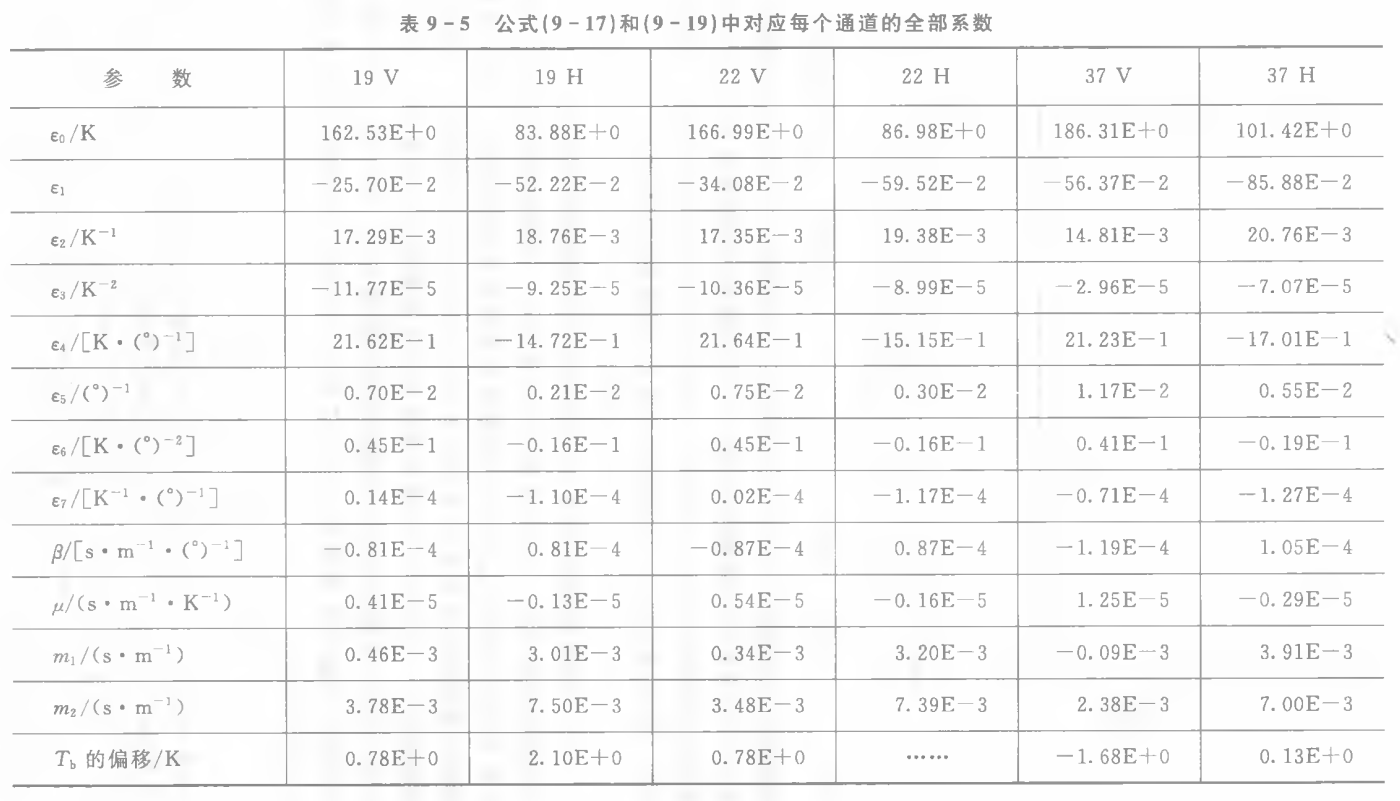 表 9-5 公式(9-17)和(9-19)中对应每个通道的全部系数
参 数 19 V 19 H 22 V 22 H 37 V 37 H
ε₀/K 162.53E+0 83.88E+0 166.99E+0 86.98E+0 186.31E+0 101.42E+0
ε₁ −25.70E−2 −52.22E−2 −34.08E−2 −59.52E−2 −56.37E−2 −85.88E−2
ε₂/K⁻¹ 17.29E−3 18.76E−3 17.35E−3 19.38E−3 14.81E−3 20.76E−3
ε₃/K⁻² −11.77E−5 −9.25E−5 −10.36E−5 −8.99E−5 −2.96E−5 −7.07E−5
ε₄/[K·(°)⁻¹] 21.62E−1 −14.72E−1 21.64E−1 −15.15E−1 21.23E−1 −17.01E−1
ε₅/(°)⁻¹ 0.70E−2 0.21E−2 0.75E−2 0.30E−2 1.17E−2 0.55E−2
ε₆/[K·(°)⁻²] 0.45E−1 −0.16E−1 0.45E−1 −0.16E−1 0.41E−1 −0.19E−1
ε₇/[K⁻¹·(°)⁻¹] 0.14E−4 −1.10E−4 0.02E−4 −1.17E−4 −0.71E−4 −1.27E−4
β/[s·m⁻¹·(°)⁻¹] −0.81E−4 0.81E−4 −0.87E−4 0.87E−4 −1.19E−4 1.05E−4
μ/(s·m⁻¹·K⁻¹) 0.41E−5 −0.13E−5 0.54E−5 −0.16E−5 1.25E−5 −0.29E−5
m₁/(s·m⁻¹) 0.46E−3 3.01E−3 0.34E−3 3.20E−3 −0.09E−3 3.91E−3
m₂/(s·m⁻¹) 3.78E−3 7.50E−3 3.48E−3 7.39E−3 2.38E−3 7.00E−3
T_b 的偏移/K 0.78E+0 2.10E+0 0.78E+0 …… −1.68E+0 0.13E+0